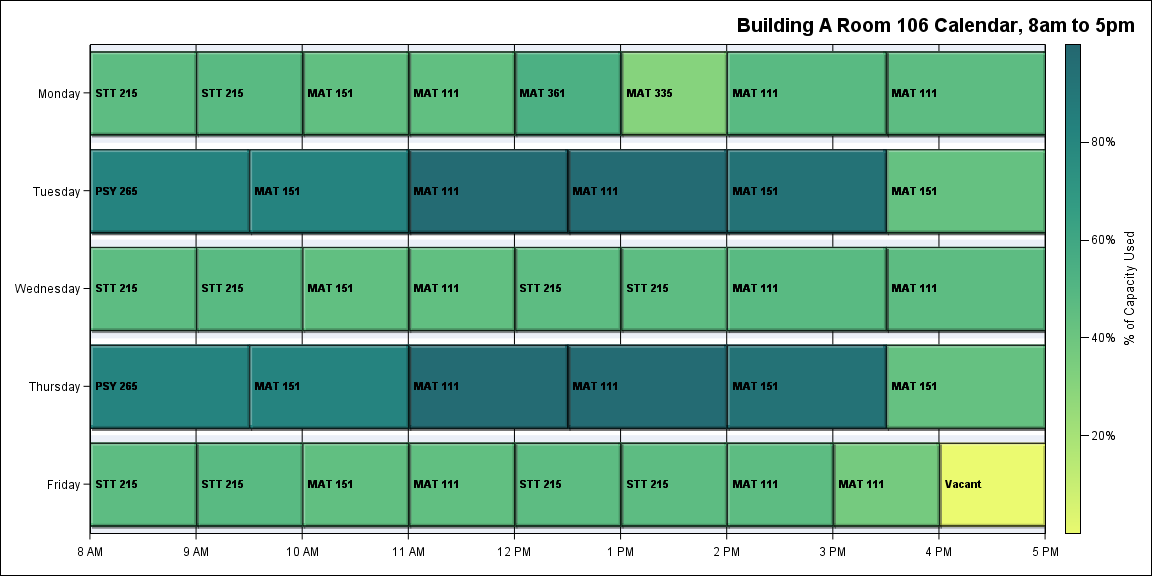 Building A Room 106 Calendar, 8am to 5pm
Monday
STT 215
STT 215
MAT 151
MAT 111
MAT 361
MAT 335
MAT 111
MAT 111
Tuesday
PSY 265
MAT 151
MAT 111
MAT 111
MAT 151
MAT 151
Wednesday
STT 215
STT 215
MAT 151
MAT 111
STT 215
STT 215
MAT 111
MAT 111
Thursday
PSY 265
MAT 151
MAT 111
MAT 111
MAT 151
MAT 151
Friday
STT 215
STT 215
MAT 151
MAT 111
STT 215
STT 215
MAT 111
MAT 111
Vacant
8 AM
9 AM
10 AM
11 AM
12 PM
1 PM
2 PM
3 PM
4 PM
5 PM
80%
60%
40%
20%
% of Capacity Used